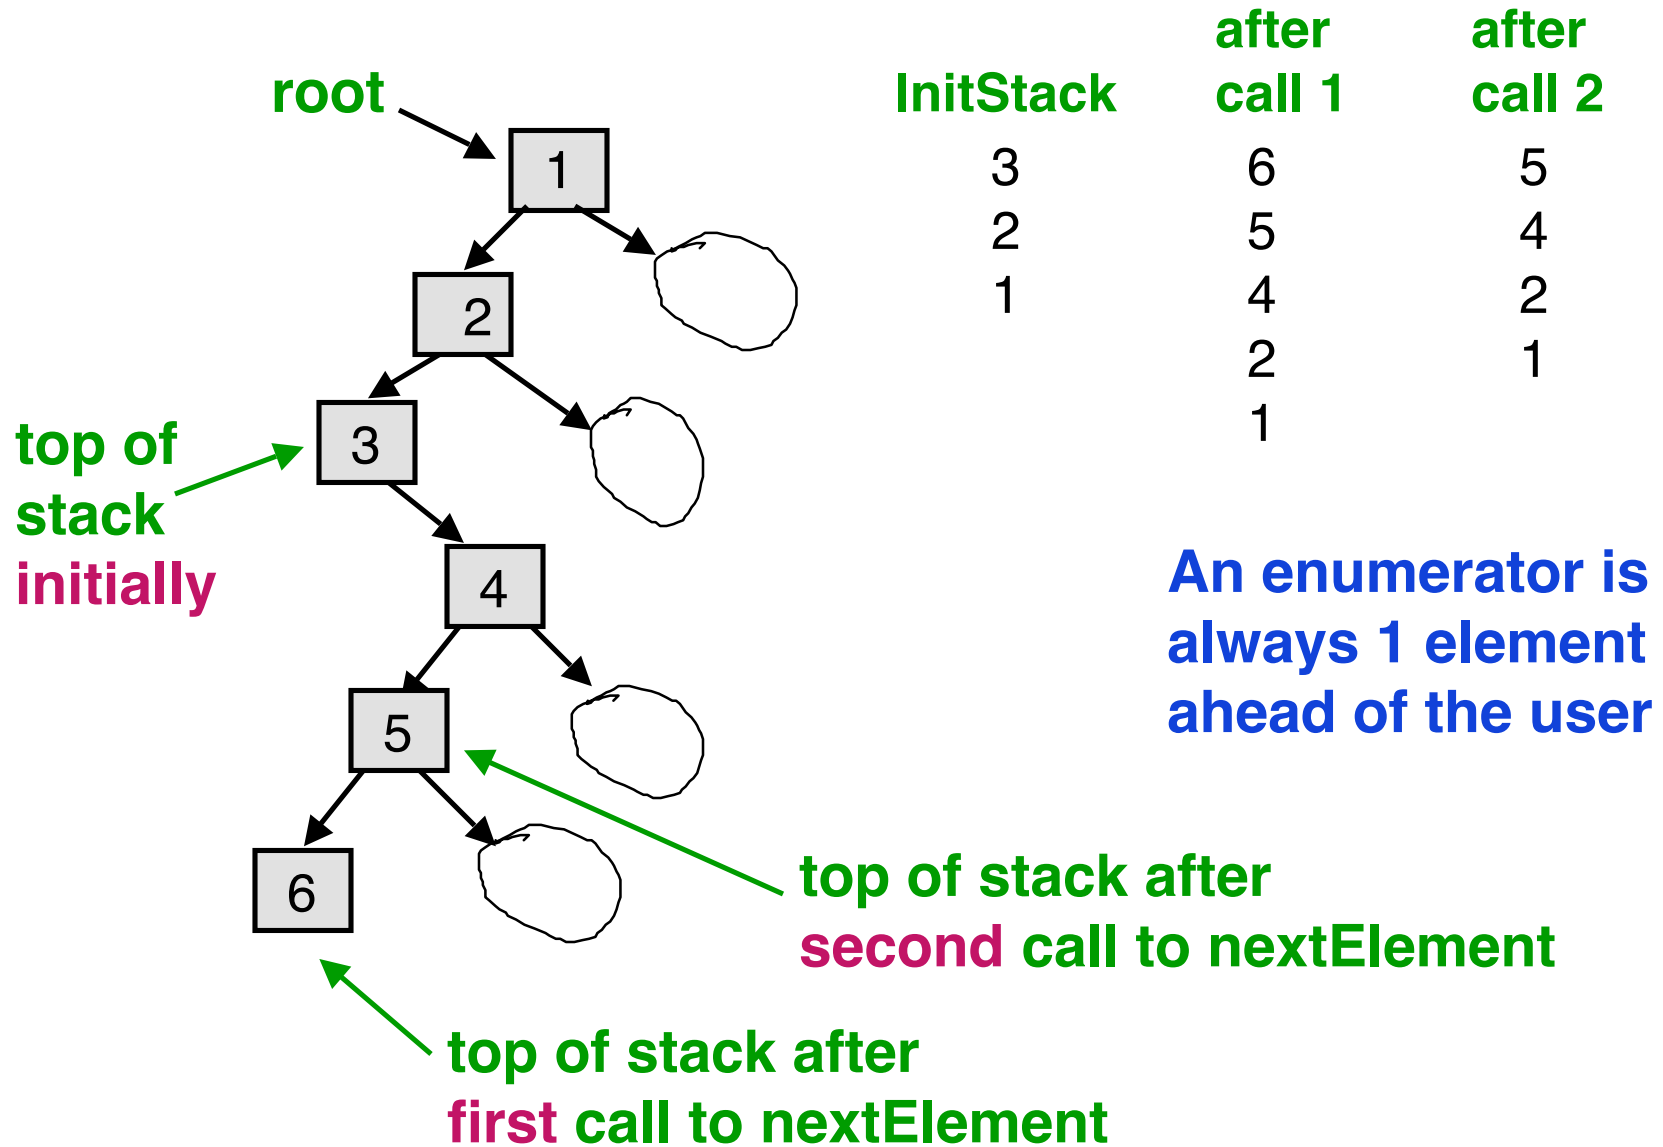 root
1
2
3
4
5
6
top of
stack
initially
InitStack
3
2
1
after
call 1
6
5
4
2
1
after
call 2
5
4
2
1
An enumerator is
always 1 element
ahead of the user
top of stack after
second call to nextElement
top of stack after
first call to nextElement